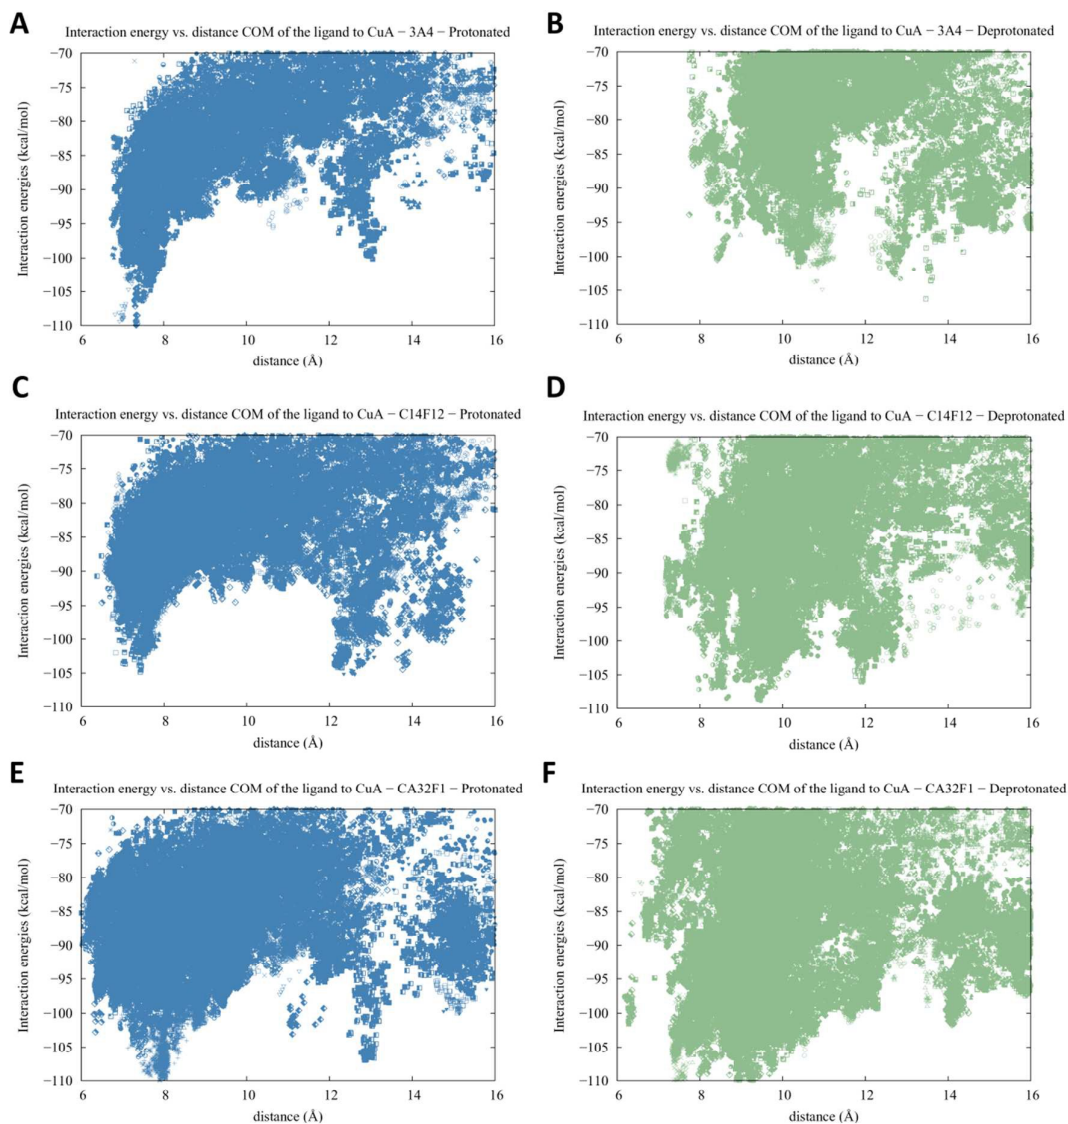 A
Interaction energy vs. distance COM of the ligand to CuA − 3A4 − Protonated
Interaction energies (kcal/mol)
−70
−75
−80
−85
−90
−95
−100
−105
−110
6 8 10 12 14 16
distance (Å)
B
Interaction energy vs. distance COM of the ligand to CuA − 3A4 − Deprotonated
Interaction energies (kcal/mol)
−70
−75
−80
−85
−90
−95
−100
−105
−110
6 8 10 12 14 16
distance (Å)
C
Interaction energy vs. distance COM of the ligand to CuA − C14F12 − Protonated
Interaction energies (kcal/mol)
−70
−75
−80
−85
−90
−95
−100
−105
−110
6 8 10 12 14 16
distance (Å)
D
Interaction energy vs. distance COM of the ligand to CuA − C14F12 − Deprotonated
Interaction energies (kcal/mol)
−70
−75
−80
−85
−90
−95
−100
−105
−110
6 8 10 12 14 16
distance (Å)
E
Interaction energy vs. distance COM of the ligand to CuA − CA32F1 − Protonated
Interaction energies (kcal/mol)
−70
−75
−80
−85
−90
−95
−100
−105
−110
6 8 10 12 14 16
distance (Å)
F
Interaction energy vs. distance COM of the ligand to CuA − CA32F1 − Deprotonated
Interaction energies (kcal/mol)
−70
−75
−80
−85
−90
−95
−100
−105
−110
6 8 10 12 14 16
distance (Å)